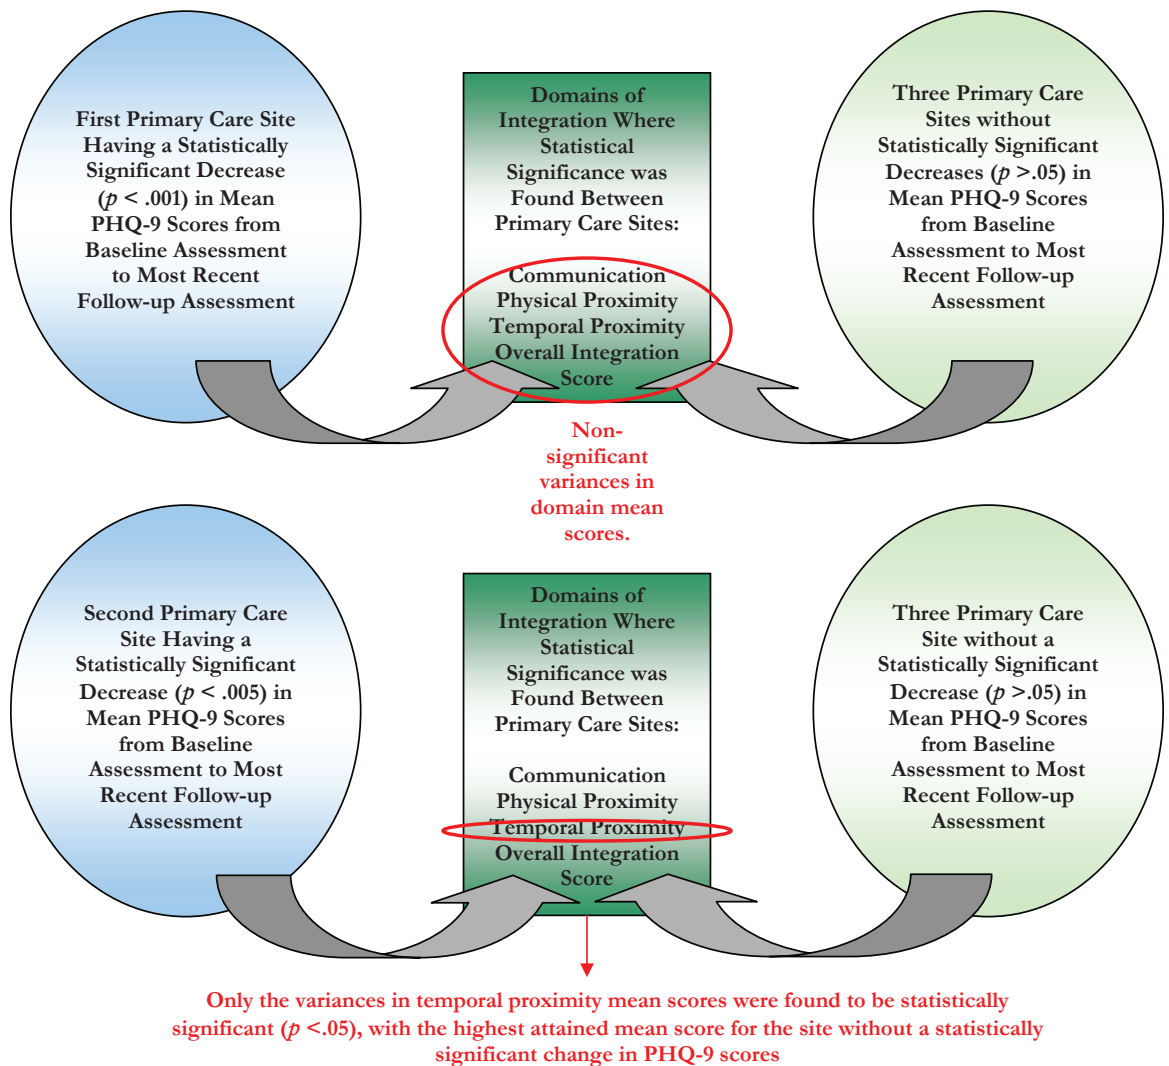 First Primary Care Site
Having a Statistically
Significant Decrease
(p < .001) in Mean
PHQ-9 Scores from
Baseline Assessment
to Most Recent
Follow-up Assessment
Domains of
Integration Where
Statistical
Significance was
Found Between
Primary Care Sites:
Communication
Physical Proximity
Temporal Proximity
Overall Integration
Score
Three Primary Care
Sites without
Statistically Significant
Decreases (p >.05) in
Mean PHQ-9 Scores
from Baseline
Assessment to Most
Recent Follow-up
Assessment
Non-
significant
variances in
domain mean
scores.
Second Primary Care
Site Having a
Statistically Significant
Decrease (p < .005) in
Mean PHQ-9 Scores
from Baseline
Assessment to Most
Recent Follow-up
Assessment
Domains of
Integration Where
Statistical
Significance was
Found Between
Primary Care Sites:
Communication
Physical Proximity
Temporal Proximity
Overall Integration
Score
Three Primary Care
Site without a
Statistically Significant
Decrease (p >.05) in
Mean PHQ-9 Scores
from Baseline
Assessment to Most
Recent Follow-up
Assessment
Only the variances in temporal proximity mean scores were found to be statistically
significant (p <.05), with the highest attained mean score for the site without a statistically
significant change in PHQ-9 scores